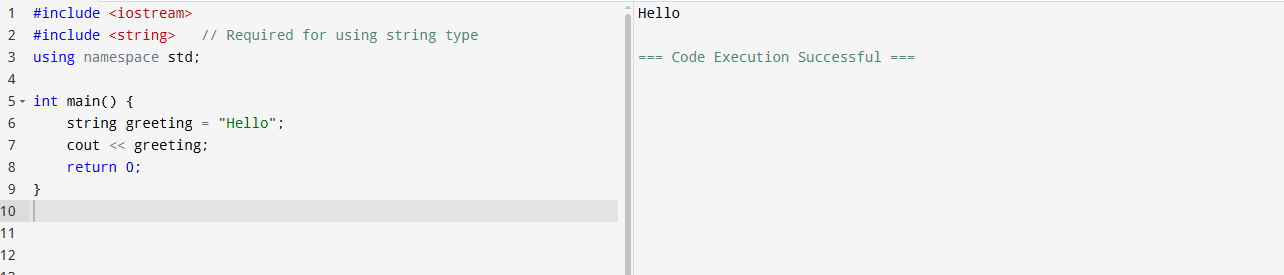 1 #include <iostream>
2 #include <string>   // Required for using string type
3 using namespace std;
4
5 int main() {
6     string greeting = "Hello";
7     cout << greeting;
8     return 0;
9 }
10
11
12
Hello
=== Code Execution Successful ===